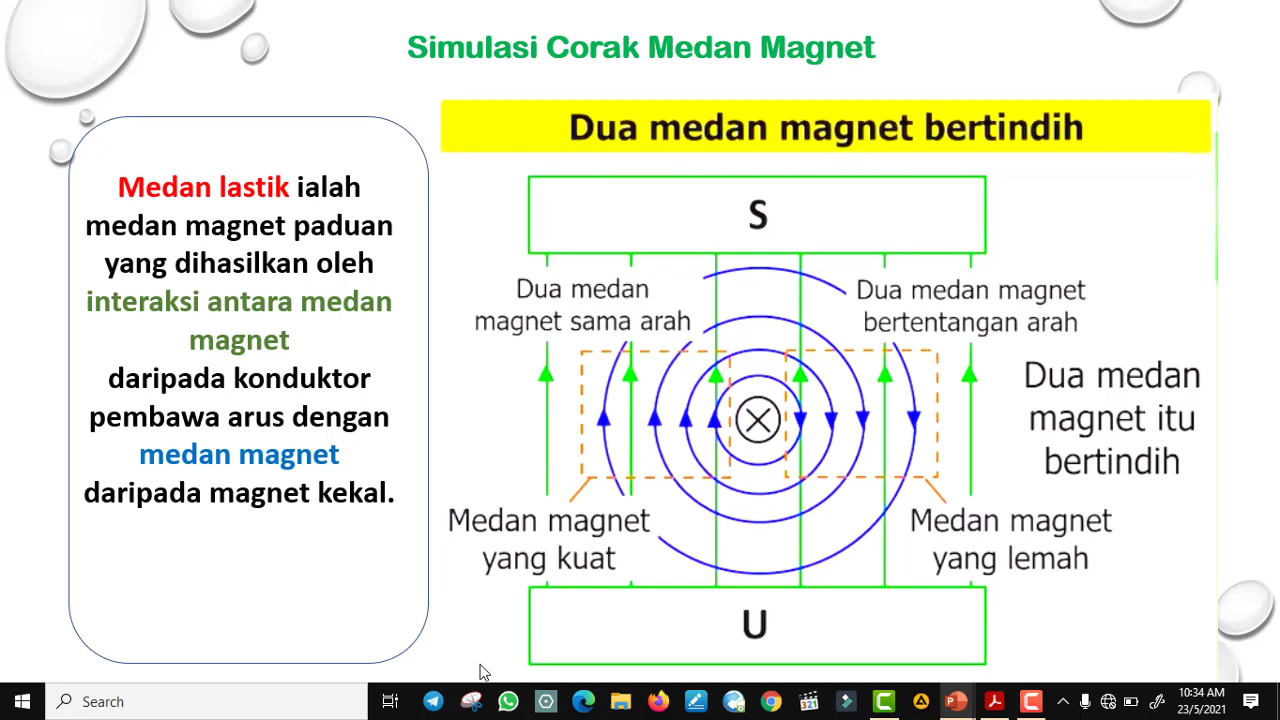 Simulasi Corak Medan Magnet
Medan lastik ialah
medan magnet paduan
yang dihasilkan oleh
interaksi antara medan
magnet
daripada konduktor
pembawa arus dengan
medan magnet
daripada magnet kekal.
Dua medan magnet bertindih
S
Dua medan
magnet sama arah
Dua medan magnet
bertentangan arah
Dua medan
magnet itu
bertindih
Medan magnet
yang kuat
Medan magnet
yang lemah
U
Search
321
10:34 AM
23/5/2021